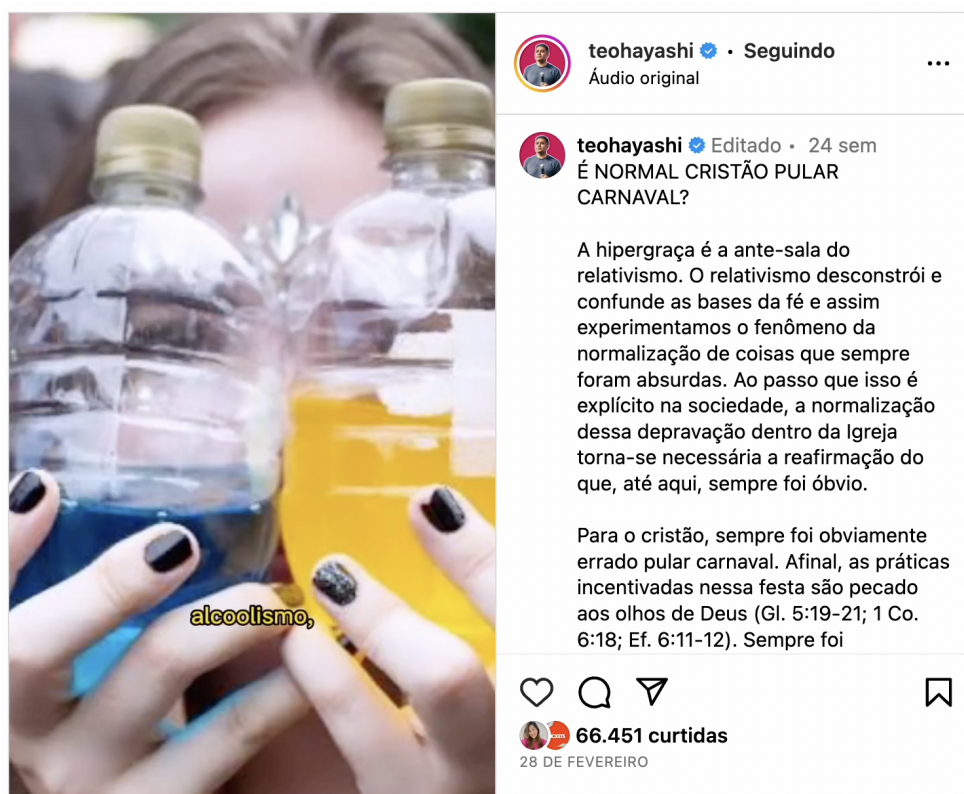 teohayashi • Seguindo
Áudio original
teohayashi Editado • 24 sem
É NORMAL CRISTÃO PULAR
CARNAVAL?
A hipergraça é a ante-sala do
relativismo. O relativismo desconstrói e
confunde as bases da fé e assim
experimentamos o fenômeno da
normalização de coisas que sempre
foram absurdas. Ao passo que isso é
explícito na sociedade, a normalização
dessa depravação dentro da Igreja
torna-se necessária a reafirmação do
que, até aqui, sempre foi óbvio.
Para o cristão, sempre foi obviamente
errado pular carnaval. Afinal, as práticas
incentivadas nessa festa são pecado
aos olhos de Deus (Gl. 5:19-21; 1 Co.
6:18; Ef. 6:11-12). Sempre foi
alcoolismo,
66.451 curtidas
28 DE FEVEREIRO